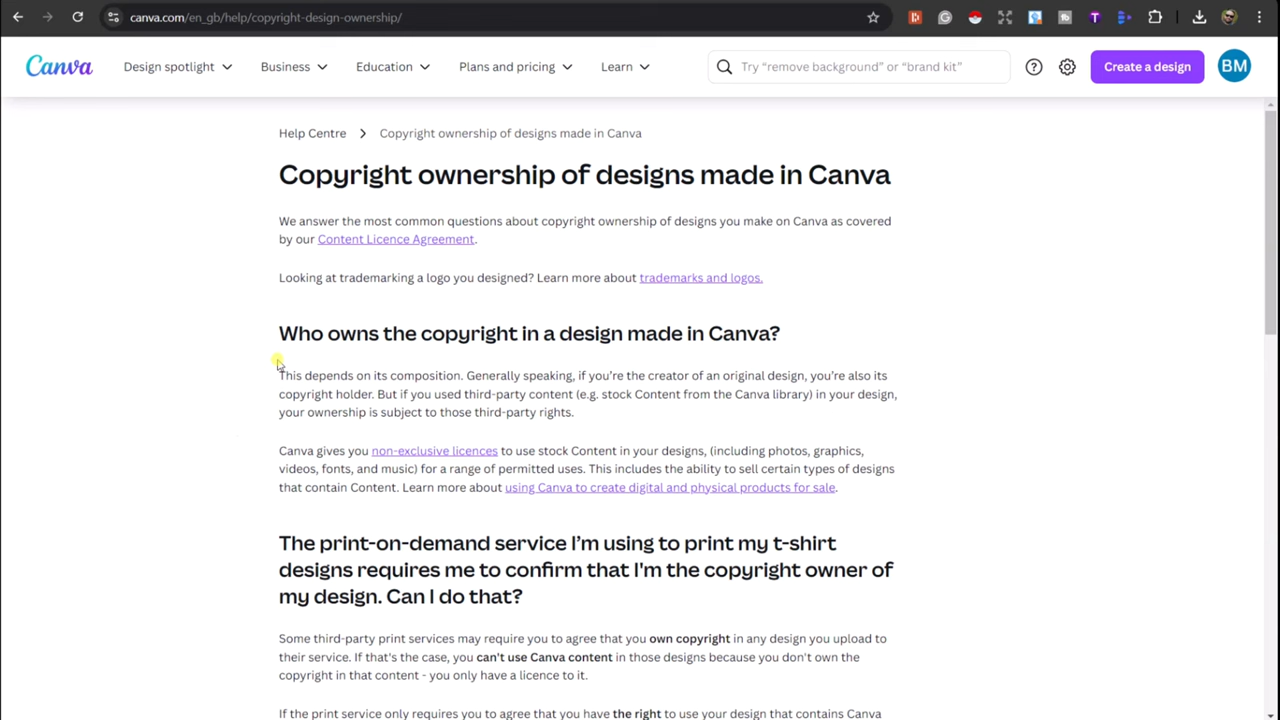 canva.com/en_gb/help/copyright-design-ownership/
Canva
Design spotlight
Business
Education
Plans and pricing
Learn
Try “remove background” or “brand kit”
Create a design
BM
Help Centre
Copyright ownership of designs made in Canva
Copyright ownership of designs made in Canva
We answer the most common questions about copyright ownership of designs you make on Canva as covered
by our Content Licence Agreement.
Looking at trademarking a logo you designed? Learn more about trademarks and logos.
Who owns the copyright in a design made in Canva?
This depends on its composition. Generally speaking, if you’re the creator of an original design, you’re also its
copyright holder. But if you used third-party content (e.g. stock Content from the Canva library) in your design,
your ownership is subject to those third-party rights.
Canva gives you non-exclusive licences to use stock Content in your designs, (including photos, graphics,
videos, fonts, and music) for a range of permitted uses. This includes the ability to sell certain types of designs
that contain Content. Learn more about using Canva to create digital and physical products for sale.
The print-on-demand service I’m using to print my t-shirt
designs requires me to confirm that I'm the copyright owner of
my design. Can I do that?
Some third-party print services may require you to agree that you own copyright in any design you upload to
their service. If that's the case, you can't use Canva content in those designs because you don't own the
copyright in that content - you only have a licence to it.
If the print service only requires you to agree that you have the right to use your design that contains Canva